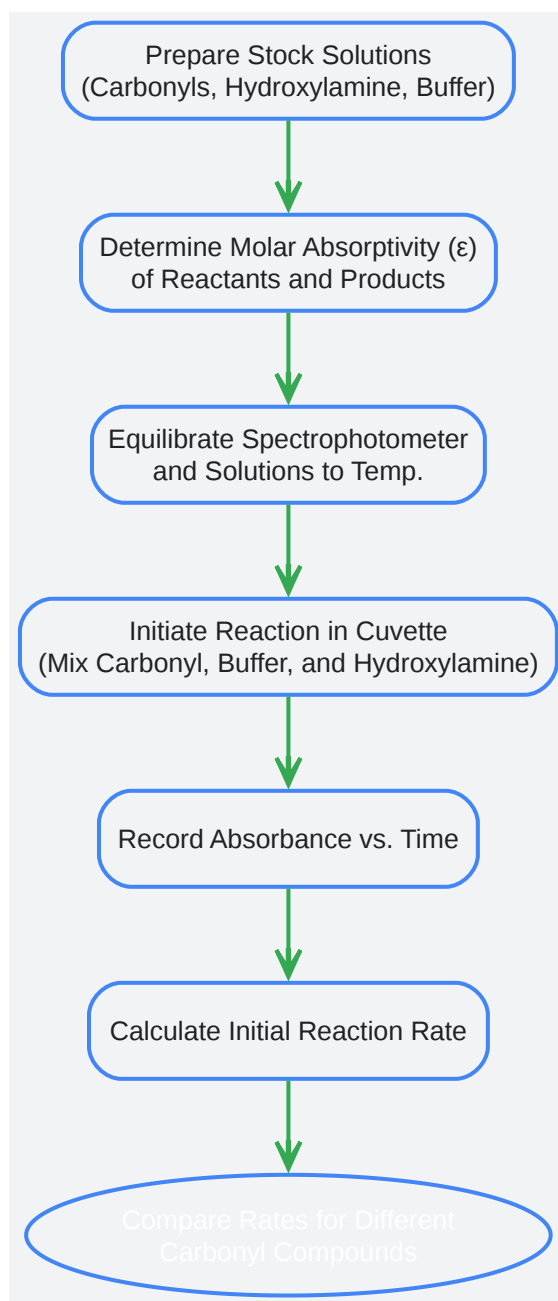 Prepare Stock Solutions
(Carbonyls, Hydroxylamine, Buffer)
Determine Molar Absorptivity (ε)
of Reactants and Products
Equilibrate Spectrophotometer
and Solutions to Temp.
Initiate Reaction in Cuvette
(Mix Carbonyl, Buffer, and Hydroxylamine)
Record Absorbance vs. Time
Calculate Initial Reaction Rate
Compare Rates for Different
Carbonyl Compounds